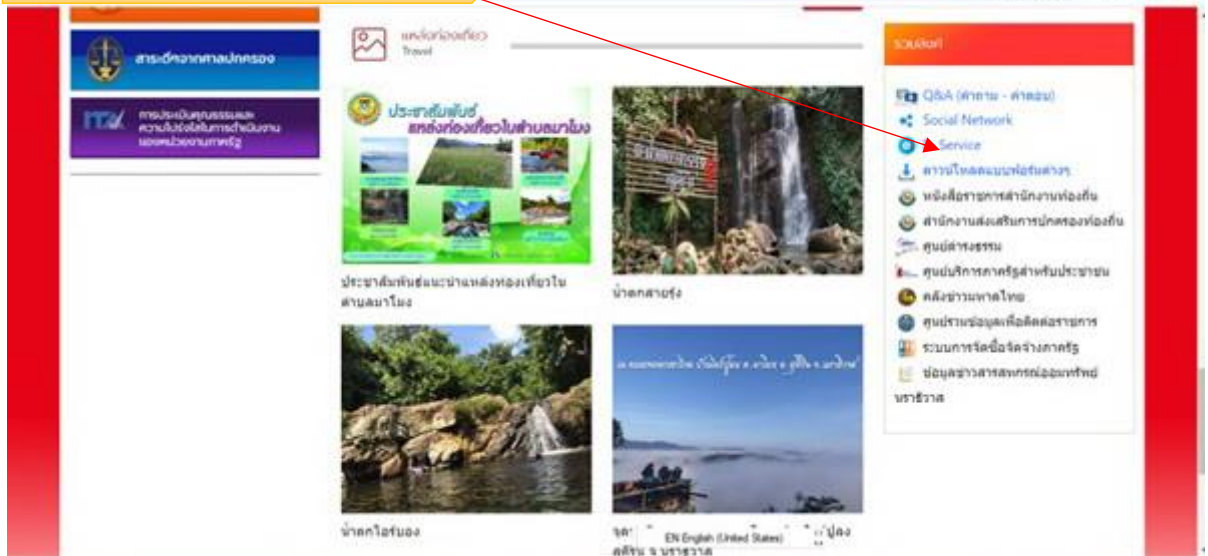 สาระดีๆจากศาลปกครอง
ITA
การประเมินคุณธรรมและ
ความโปร่งใสในการดำเนินงาน
ของหน่วยงานภาครัฐ
แหล่งท่องเที่ยว
Travel
ประชาสัมพันธ์
แหล่งท่องเที่ยวในตำบลมาโมง
ประชาสัมพันธ์แนะนำแหล่งท่องเที่ยวใน
ตำบลมาโมง
น้ำตกสายรุ้ง
น้ำตกไอร์บอง
EN English (United States)
รวมลิงก์
Q&A (คำถาม - คำตอบ)
Social Network
Service
ดาวน์โหลดแบบฟอร์มต่างๆ
หนังสือราชการสำนักงานท้องถิ่น
สำนักงานส่งเสริมการปกครองท้องถิ่น
ศูนย์ดำรงธรรม
ศูนย์บริการภาครัฐสำหรับประชาชน
คลังข่าวมหาดไทย
ศูนย์รวมข้อมูลเพื่อติดต่อราชการ
ระบบการจัดซื้อจัดจ้างภาครัฐ
ข้อมูลข่าวสารสหกรณ์ออมทรัพย์
นราธิวาส